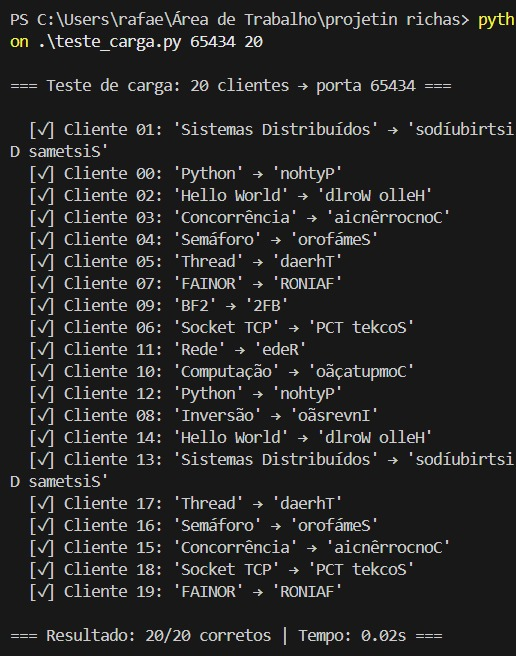 PS C:\Users\rafae\Área de Trabalho\projetin richas> pyth
on .\teste_carga.py 65434 20
=== Teste de carga: 20 clientes → porta 65434 ===
[✓] Cliente 01: 'Sistemas Distribuídos' → 'sodíubirtsi
D sametsiS'
[✓] Cliente 00: 'Python' → 'nohtyP'
[✓] Cliente 02: 'Hello World' → 'dlroW olleH'
[✓] Cliente 03: 'Concorrência' → 'aicnêrrocnoC'
[✓] Cliente 04: 'Semáforo' → 'orofámeS'
[✓] Cliente 05: 'Thread' → 'daerhT'
[✓] Cliente 07: 'FAINOR' → 'RONIAF'
[✓] Cliente 09: 'BF2' → '2FB'
[✓] Cliente 06: 'Socket TCP' → 'PCT tekcoS'
[✓] Cliente 11: 'Rede' → 'edeR'
[✓] Cliente 10: 'Computação' → 'oãçatupmoC'
[✓] Cliente 12: 'Python' → 'nohtyP'
[✓] Cliente 08: 'Inversão' → 'oãsrevnI'
[✓] Cliente 14: 'Hello World' → 'dlroW olleH'
[✓] Cliente 13: 'Sistemas Distribuídos' → 'sodíubirtsi
D sametsiS'
[✓] Cliente 17: 'Thread' → 'daerhT'
[✓] Cliente 16: 'Semáforo' → 'orofámeS'
[✓] Cliente 15: 'Concorrência' → 'aicnêrrocnoC'
[✓] Cliente 18: 'Socket TCP' → 'PCT tekcoS'
[✓] Cliente 19: 'FAINOR' → 'RONIAF'
=== Resultado: 20/20 corretos | Tempo: 0.02s ===